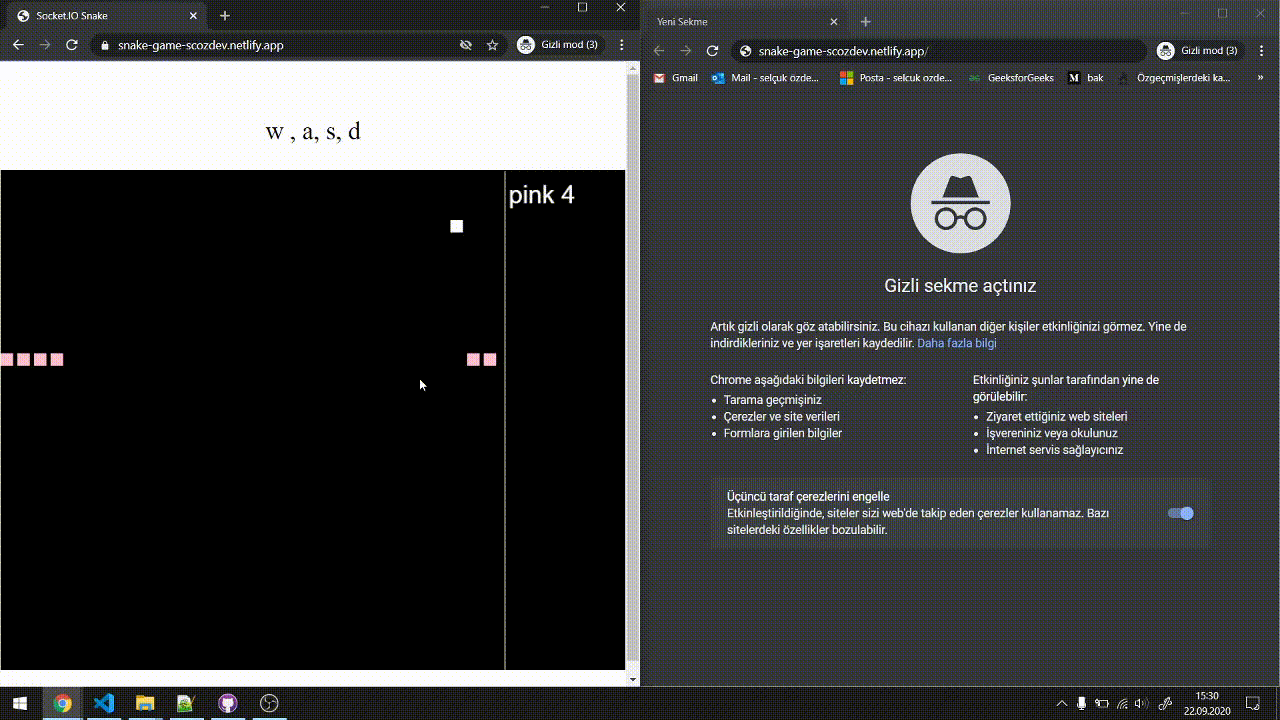 Socket.IO Snake
snake-game-scozdev.netlify.app
Gizli mod (3)
w , a, s, d
pink 4
Yeni Sekme
snake-game-scozdev.netlify.app/
Gizli mod (3)
Gmail
Mail - selçuk özde...
Posta - selcuk ozde...
GeeksforGeeks
M bak
Özgeçmişlerdeki ka...
»
Gizli sekme açtınız
Artık gizli olarak göz atabilirsiniz. Bu cihazı kullanan diğer kişiler etkinliğinizi görmez. Yine de
indirdikleriniz ve yer işaretleri kaydedilir. Daha fazla bilgi
Chrome aşağıdaki bilgileri kaydetmez:
• Tarama geçmişiniz
• Çerezler ve site verileri
• Formlara girilen bilgiler
Etkinliğiniz şunlar tarafından yine de
görülebilir:
• Ziyaret ettiğiniz web siteleri
• İşvereniniz veya okulunuz
• İnternet servis sağlayıcınız
Üçüncü taraf çerezlerini engelle
Etkinleştirildiğinde, siteler sizi web'de takip eden çerezler kullanamaz. Bazı
sitelerdeki özellikler bozulabilir.
15:30
22.09.2020